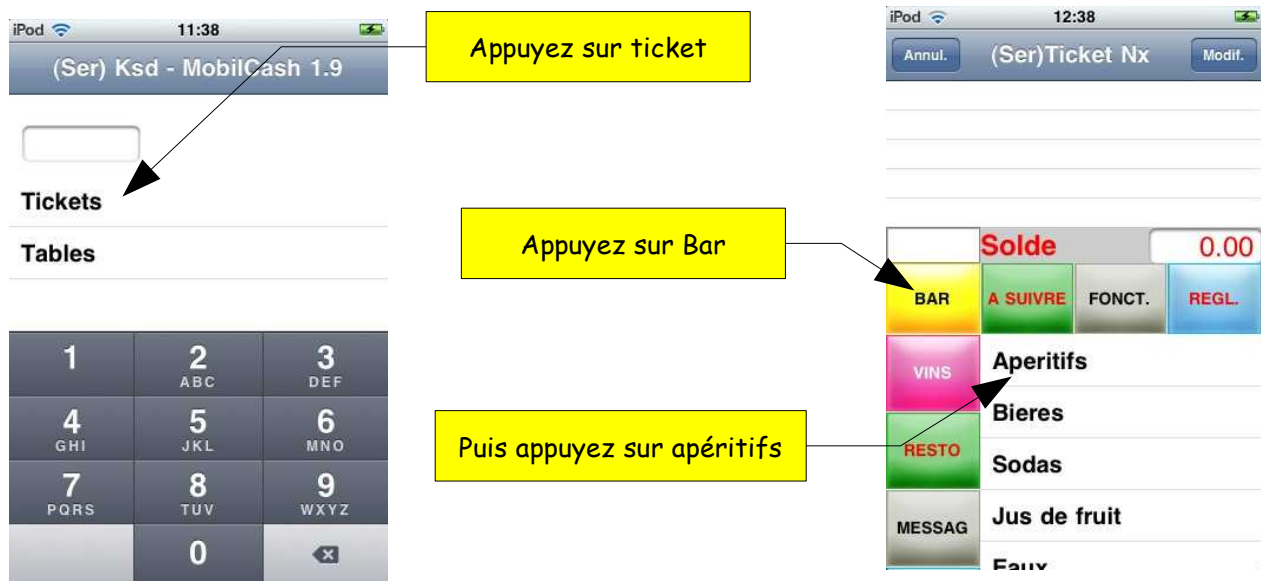 iPod 11:38
(Ser) Ksd - MobilCash 1.9
Tickets
Tables
1 2 3
ABC DEF
4 5 6
GHI JKL MNO
7 8 9
PQRS TUV WXYZ
0
Appuyez sur ticket
Appuyez sur Bar
Puis appuyez sur apéritifs
iPod 12:38
Annul. (Ser)Ticket Nx Modif.
Solde 0.00
BAR A SUIVRE FONCT. REGL.
VINS
RESTO
MESSAG
Aperitifs
Bieres
Sodas
Jus de fruit
Eaux